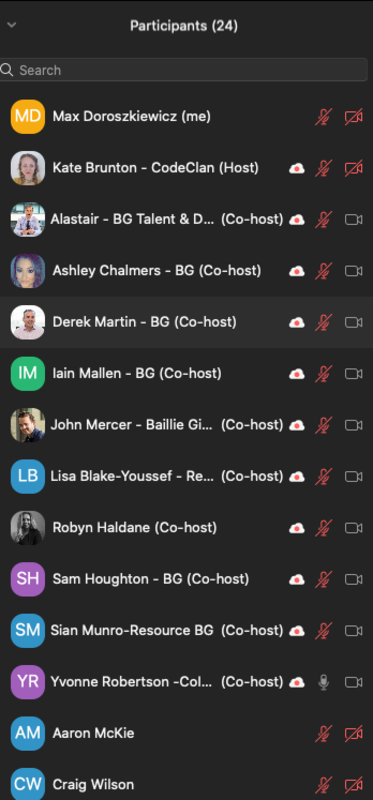 Participants (24)
Search
MD Max Doroszkiewicz (me)
Kate Brunton - CodeClan (Host)
Alastair - BG Talent & D... (Co-host)
Ashley Chalmers - BG (Co-host)
Derek Martin - BG (Co-host)
IM Iain Mallen - BG (Co-host)
John Mercer - Baillie Gi... (Co-host)
LB Lisa Blake-Youssef - Re... (Co-host)
Robyn Haldane (Co-host)
SH Sam Houghton - BG (Co-host)
SM Sian Munro-Resource BG (Co-host)
YR Yvonne Robertson -Col... (Co-host)
AM Aaron McKie
CW Craig Wilson